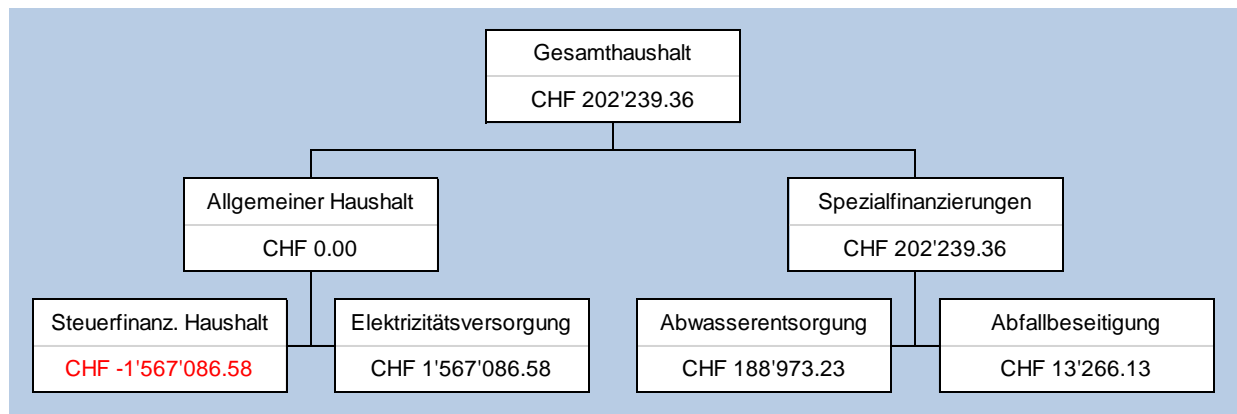 Gesamthaushalt
CHF 202'239.36
Allgemeiner Haushalt
CHF 0.00
Spezialfinanzierungen
CHF 202'239.36
Steuerfinanz. Haushalt
CHF -1'567'086.58
Elektrizitätsversorgung
CHF 1'567'086.58
Abwasserentsorgung
CHF 188'973.23
Abfallbeseitigung
CHF 13'266.13